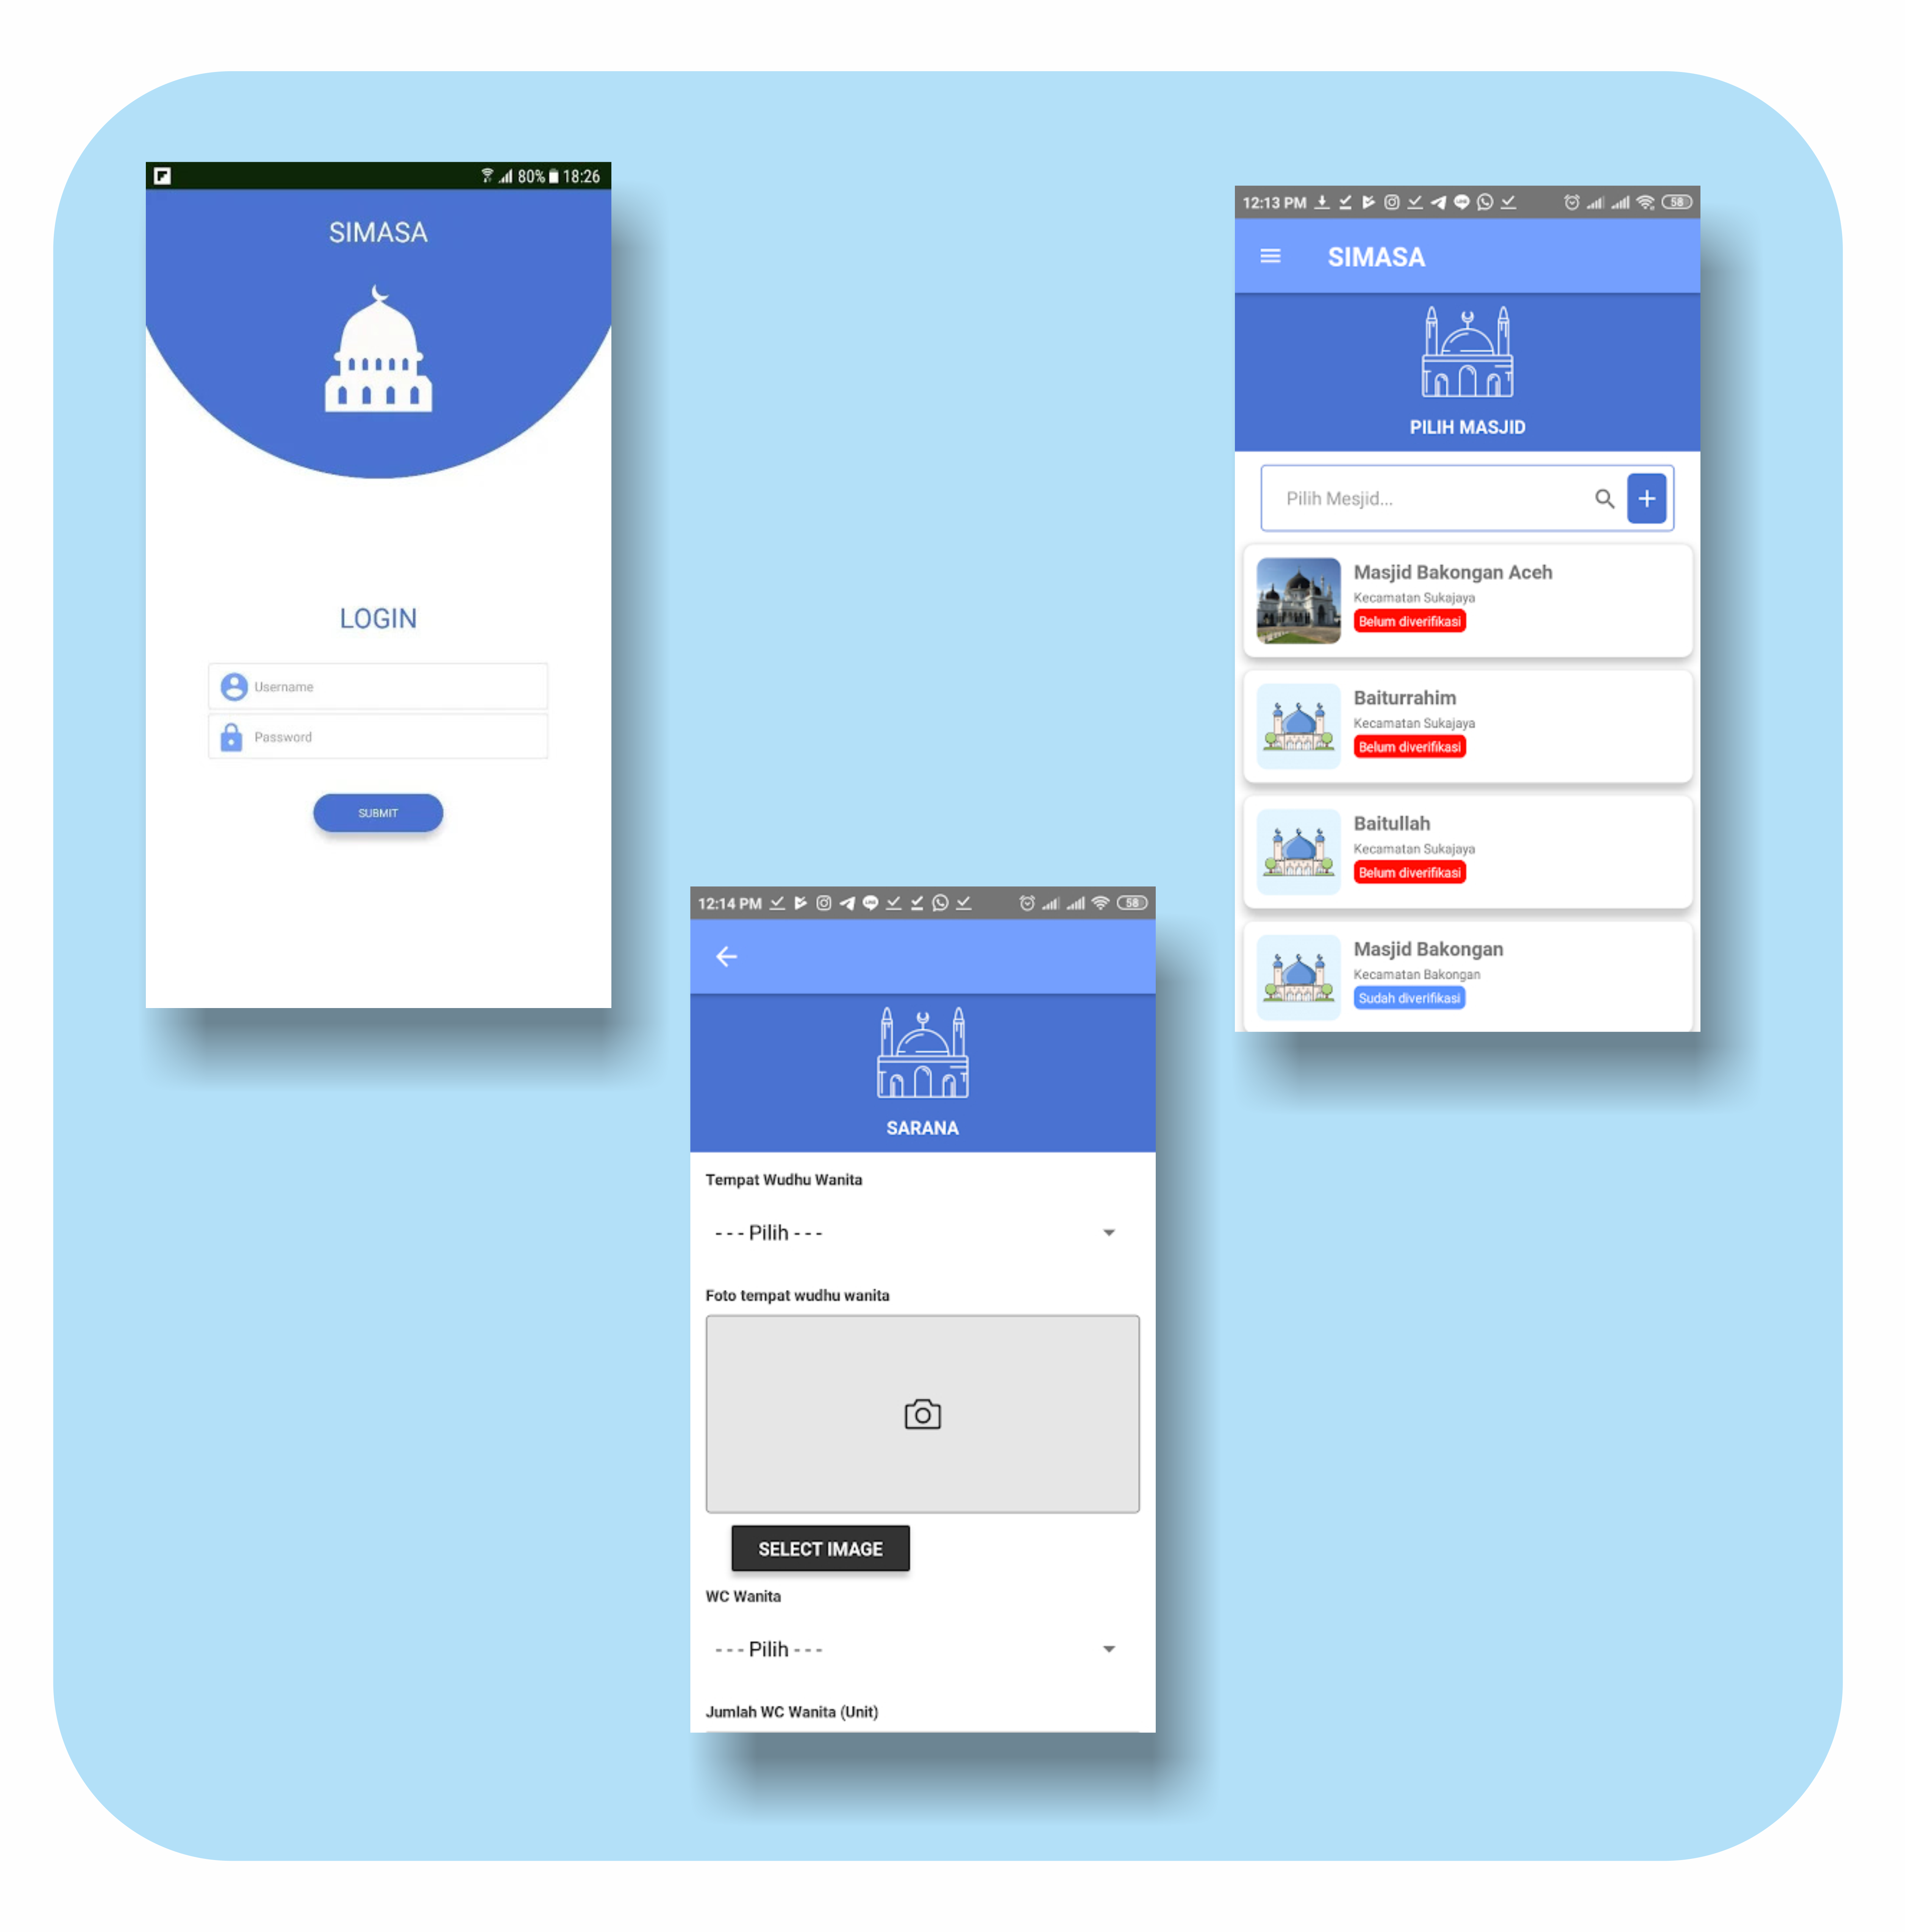 80% 18:26
SIMASA
LOGIN
Username
Password
SUBMIT
12:14 PM 58
SARANA
Tempat Wudhu Wanita
- - - Pilih - - -
Foto tempat wudhu wanita
SELECT IMAGE
WC Wanita
- - - Pilih - - -
Jumlah WC Wanita (Unit)
12:13 PM 58
SIMASA
PILIH MASJID
Pilih Mesjid...
Masjid Bakongan Aceh
Kecamatan Sukajaya
Belum diverifikasi
Baiturrahim
Kecamatan Sukajaya
Belum diverifikasi
Baitullah
Kecamatan Sukajaya
Belum diverifikasi
Masjid Bakongan
Kecamatan Bakongan
Sudah diverifikasi